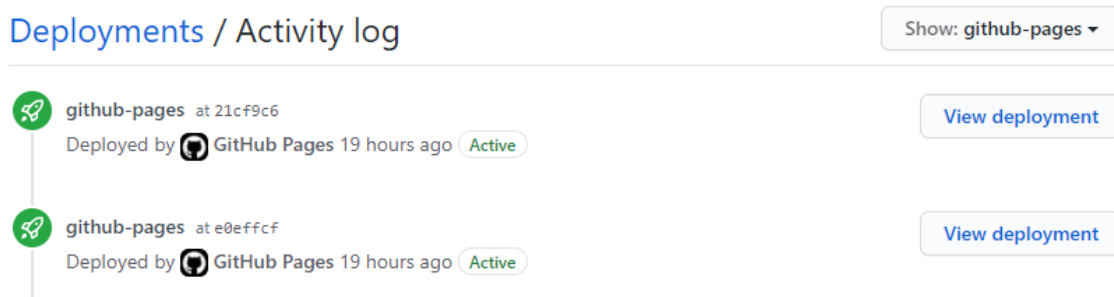 Deployments / Activity log
Show: github-pages
github-pages at 21cf9c6
View deployment
Deployed by GitHub Pages 19 hours ago Active
github-pages at e0effcf
View deployment
Deployed by GitHub Pages 19 hours ago Active